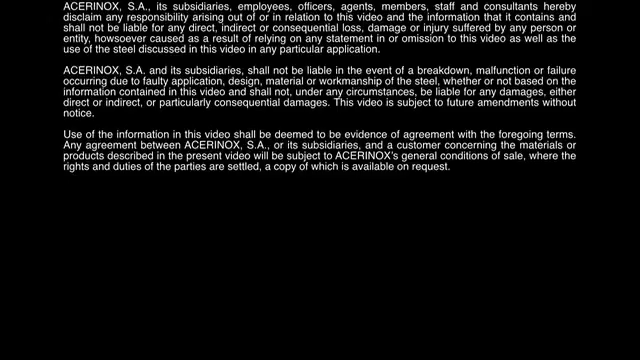 ACERINOX, S.A., its subsidiaries, employees, officers, agents, members, staff and consultants hereby
disclaim any responsibility arising out of or in relation to this video and the information that it contains and
shall not be liable for any direct, indirect or consequential loss, damage or injury suffered by any person or
entity, howsoever caused as a result of relying on any statement in or omission to this video as well as the
use of the steel discussed in this video in any particular application.
ACERINOX, S.A. and its subsidiaries, shall not be liable in the event of a breakdown, malfunction or failure
occurring due to faulty application, design, material or workmanship of the steel, whether or not based on the
information contained in this video and shall not, under any circumstances, be liable for any damages, either
direct or indirect, or particularly consequential damages. This video is subject to future amendments without
notice.
Use of the information in this video shall be deemed to be evidence of agreement with the foregoing terms.
Any agreement between ACERINOX, S.A., or its subsidiaries, and a customer concerning the materials or
products described in the present video will be subject to ACERINOX's general conditions of sale, where the
rights and duties of the parties are settled, a copy of which is available on request.